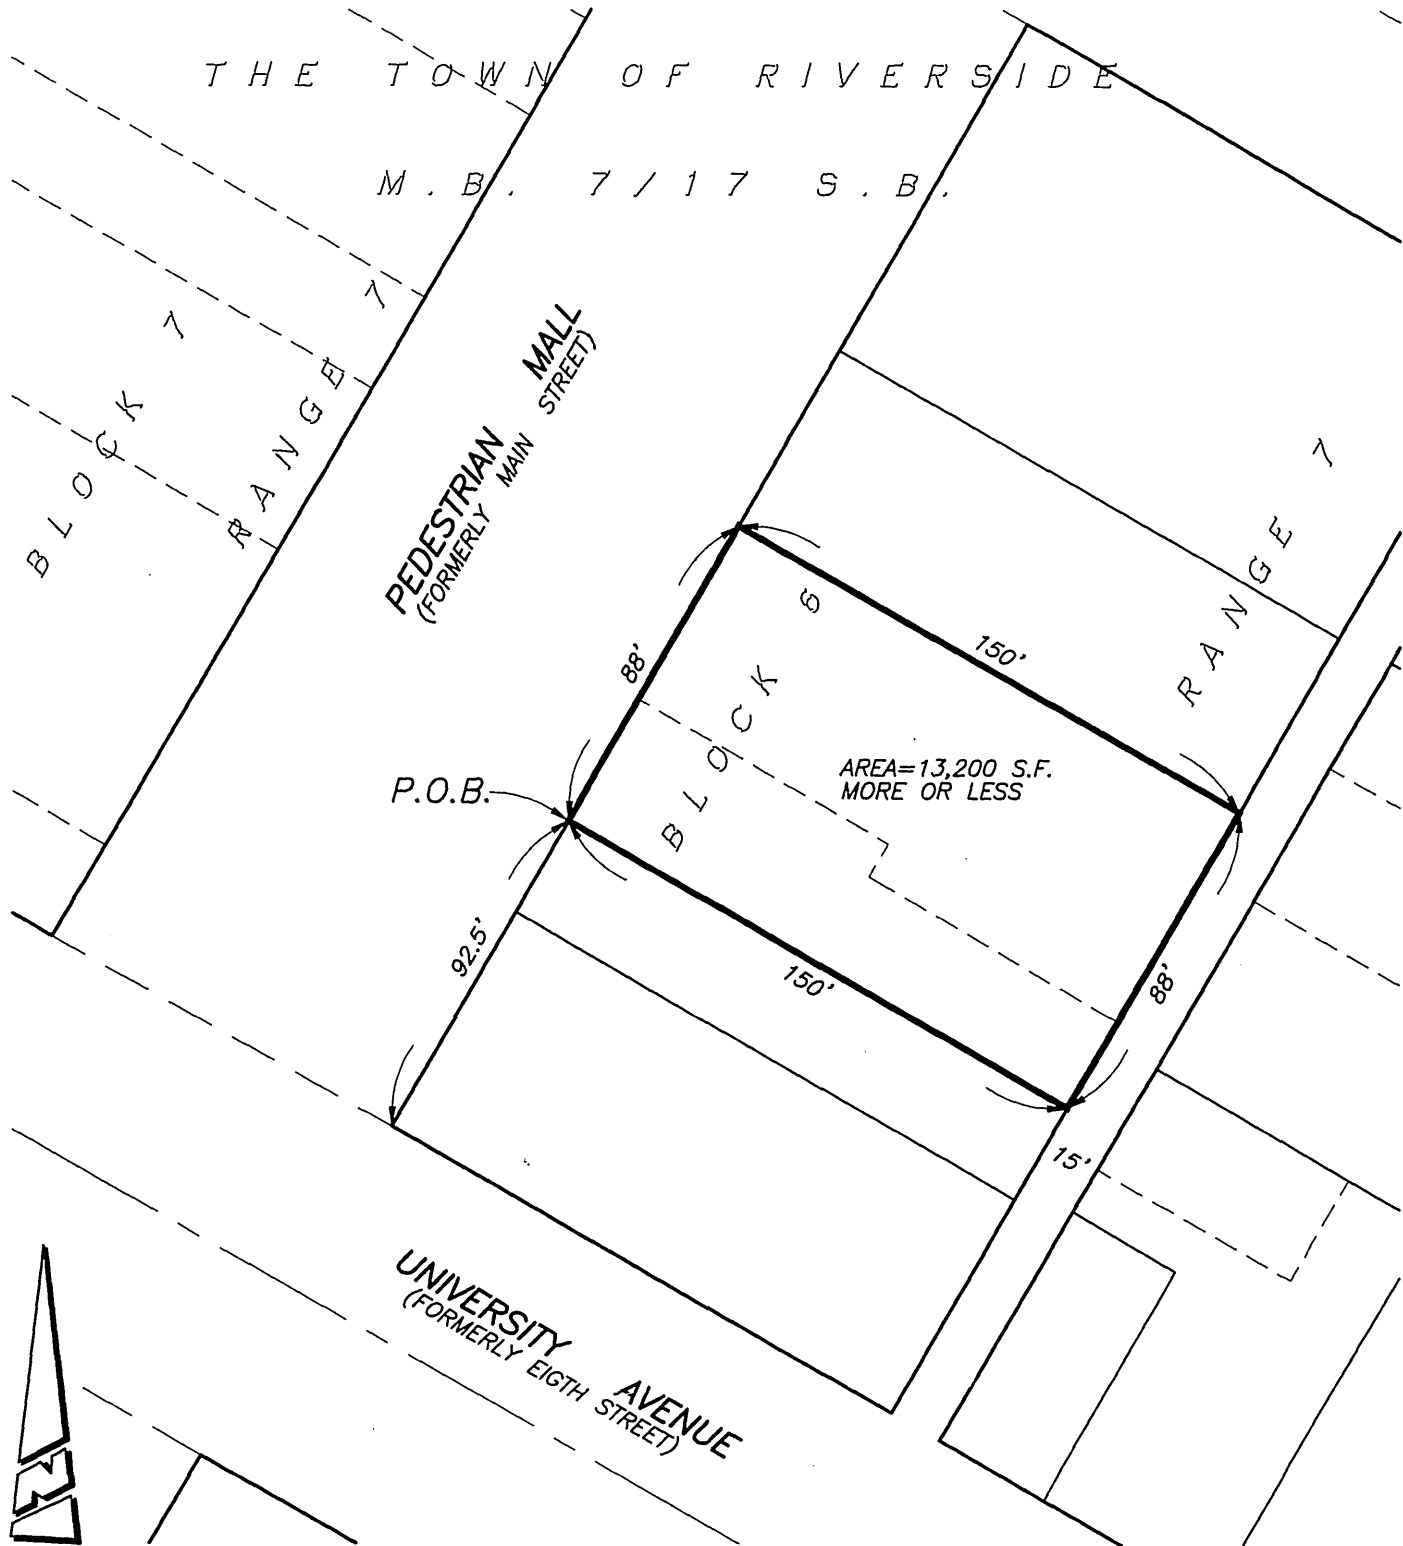 THE TOWN OF RIVERSIDE
M.B. 7/17 S.B.
BLOCK 7
RANGE 7
PEDESTRIAN MALL
(FORMERLY MAIN STREET)
RANGE 7
BLOCK 6
88'
150'
AREA=13,200 S.F.
MORE OR LESS
P.O.B.
92.5'
150'
88'
15'
UNIVERSITY AVENUE
(FORMERLY EIGTH STREET)
N